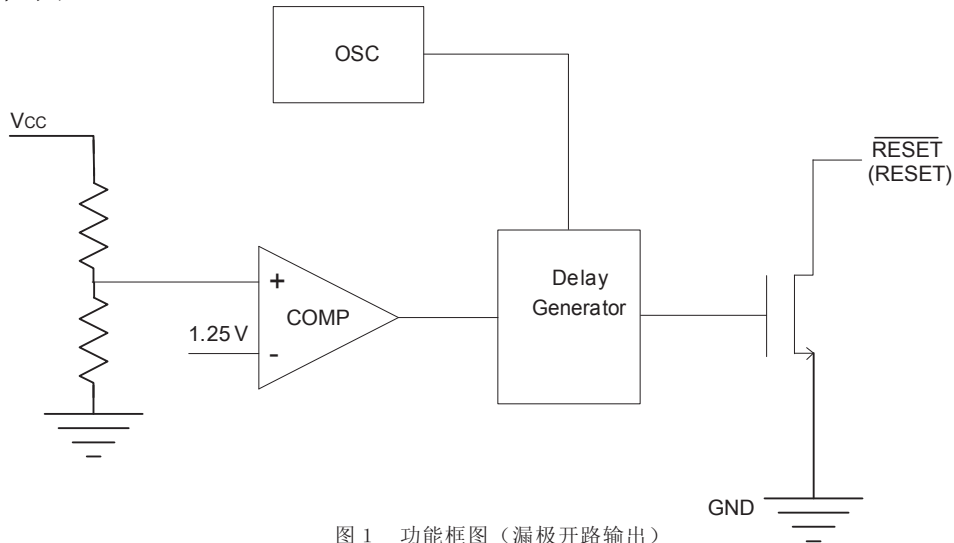 OSC
Vcc
RESET
(RESET)
Delay
Generator
+
COMP
1.25 V
-
GND
图 1 功能框图（漏极开路输出）